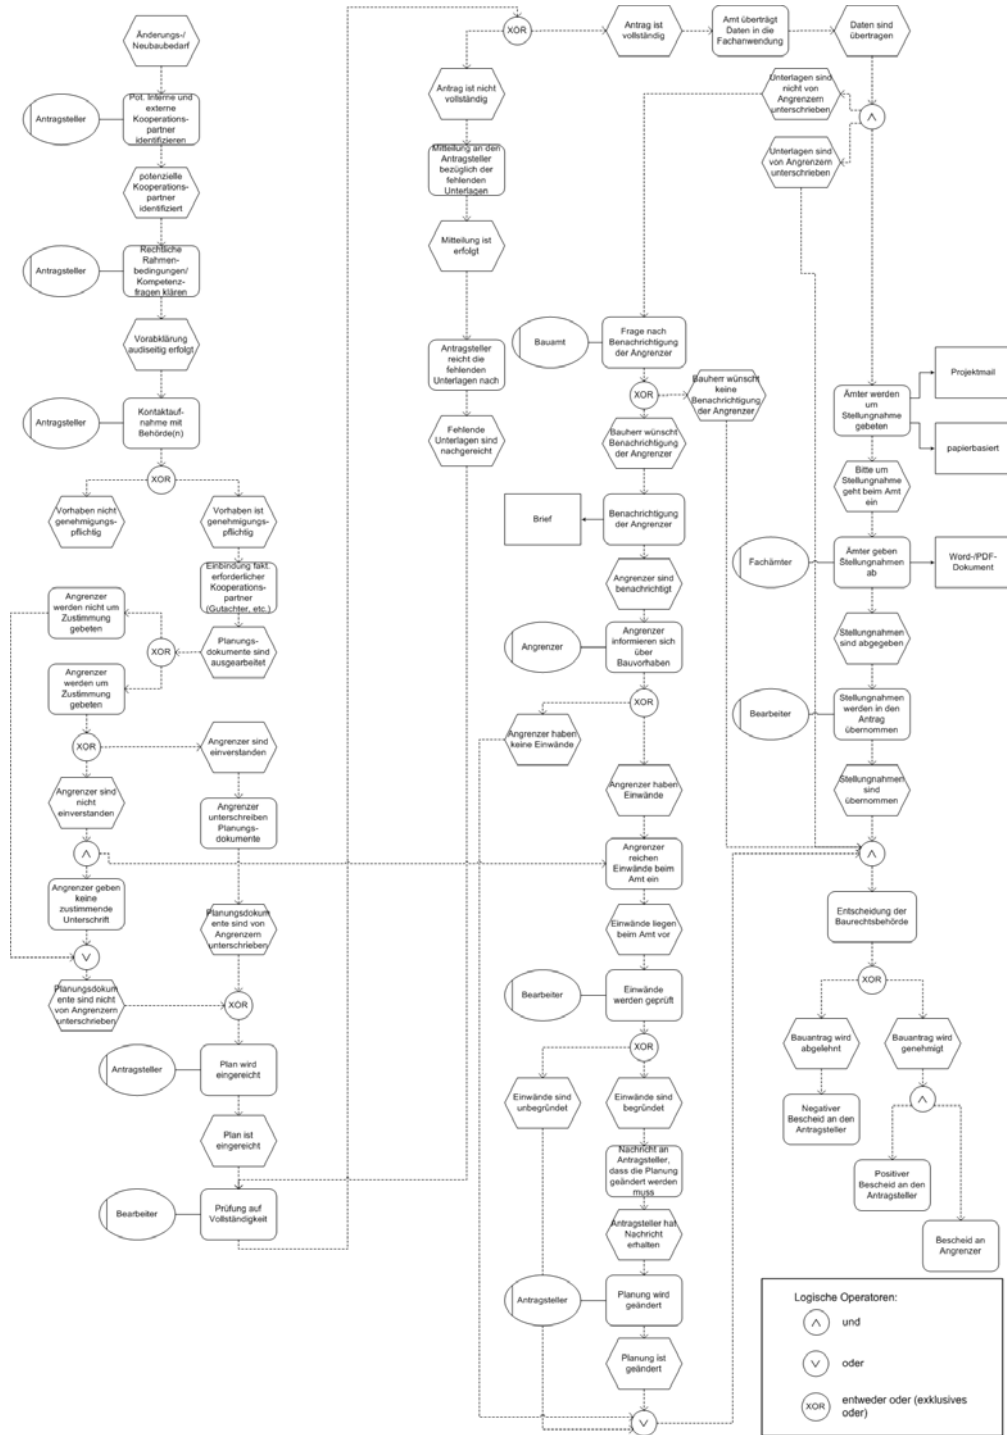 Änderungs-/
Neubaubedarf
Antragsteller
Pot. Interne und
externe
Kooperations-
partner
identifizieren
potenzielle
Kooperations-
partner
identifiziert
Antragsteller
Rechtliche
Rahmen-
bedingungen/
Kompetenz-
fragen klären
Vorabklärung
audiseitig erfolgt
Antragsteller
Kontaktauf-
nahme mit
Behörde(n)
XOR
Vorhaben nicht
genehmigungs-
pflichtig
Vorhaben ist
genehmigungs-
pflichtig
Einbindung fakt.
erforderlicher
Kooperations-
partner
(Gutachter, etc.)
Angrenzer
werden nicht um
Zustimmung
gebeten
XOR
Planungs-
dokumente sind
ausgearbeitet
Angrenzer
werden um
Zustimmung
gebeten
XOR
Angrenzer sind
einverstanden
Angrenzer sind
nicht
einverstanden
Angrenzer
unterschreiben
Planungs-
dokumente
∧
Angrenzer geben
keine
zustimmende
Unterschrift
Planungsdokum
ente sind von
Angrenzern
unterschrieben
∨
Planungsdokum
ente sind nicht
von Angrenzern
unterschrieben
XOR
Antragsteller
Plan wird
eingereicht
Plan ist
eingereicht
Bearbeiter
Prüfung auf
Vollständigkeit
XOR
Antrag ist
vollständig
Amt überträgt
Daten in die
Fachanwendung
Daten sind
übertragen
Antrag ist nicht
vollständig
Mitteilung an den
Antragsteller
bezüglich der
fehlenden
Unterlagen
Mitteilung ist
erfolgt
Antragsteller
reicht die
fehlenden
Unterlagen nach
Fehlende
Unterlagen sind
nachgereicht
Unterlagen sind
nicht von
Angrenzern
unterschrieben
∧
Unterlagen sind
von Angrenzern
unterschrieben
Bauamt
Frage nach
Benachrichtigung
der Angrenzer
XOR
Bauherr wünscht
keine
Benachrichtigung
der Angrenzer
Bauherr wünscht
Benachrichtigung
der Angrenzer
Brief
Benachrichtigung
der Angrenzer
Angrenzer sind
benachrichtigt
Angrenzer
Angrenzer
informieren sich
über
Bauvorhaben
XOR
Angrenzer haben
keine Einwände
Angrenzer haben
Einwände
Angrenzer
reichen
Einwände beim
Amt ein
Einwände liegen
beim Amt vor
Bearbeiter
Einwände
werden geprüft
XOR
Einwände sind
unbegründet
Einwände sind
begründet
Nachricht an
Antragsteller,
dass die Planung
geändert werden
muss
Antragsteller hat
Nachricht
erhalten
Antragsteller
Planung wird
geändert
Planung ist
geändert
∨
Projektmail
Ämter werden
um
Stellungnahme
gebeten
papierbasiert
Bitte um
Stellungnahme
geht beim Amt
ein
Fachämter
Ämter geben
Stellungnahmen
ab
Word-/PDF-
Dokument
Stellungnahmen
sind abgegeben
Bearbeiter
Stellungnahmen
werden in den
Antrag
übernommen
Stellungnahmen
sind
übernommen
∧
Entscheidung der
Baurechtsbehörde
XOR
Bauantrag wird
abgelehnt
Bauantrag wird
genehmigt
Negativer
Bescheid an den
Antragsteller
∧
Positiver
Bescheid an den
Antragsteller
Bescheid an
Angrenzer
Logische Operatoren:
∧ und
∨ oder
XOR entweder oder (exklusives
oder)